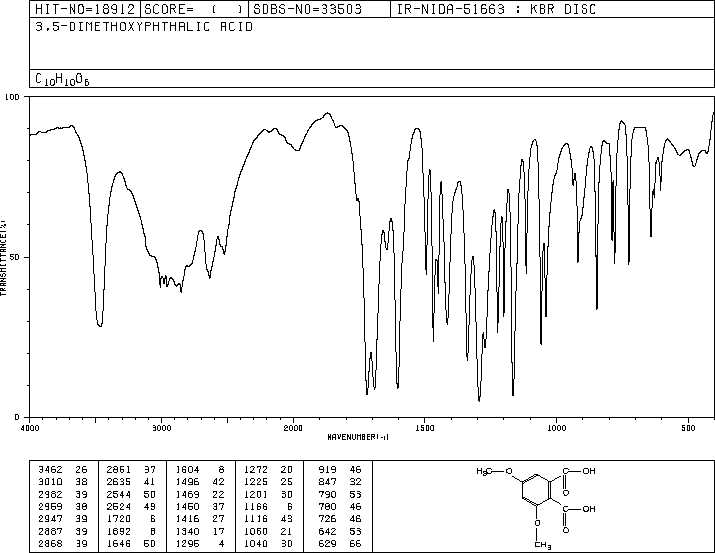 HIT-NO=18912 SCORE= ( ) SDBS-NO=33503 IR-NIDA-51663 : KBR DISC
3,5-DIMETHOXYPHTHALIC ACID
C10H10O6
100
50
0
TRANSMITTANCE(%)
4000 3000 2000 1500 1000 500
WAVENUMBER(-1)
3462 26 2851 37 1604 8 1272 20 919 46
3010 38 2635 41 1496 42 1225 25 847 32
2982 39 2544 50 1469 22 1201 30 790 53
2959 38 2524 49 1450 37 1166 6 780 46
2947 39 1720 6 1416 27 1116 43 726 46
2887 39 1692 8 1340 17 1060 21 642 53
2868 39 1646 50 1295 4 1040 30 629 66
H3C O C OH
O
C OH
O
O
CH3